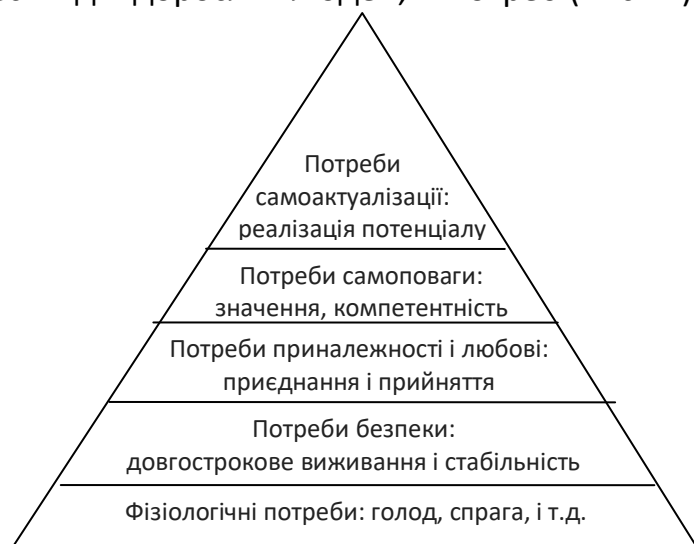 Потреби
самоактуалізації:
реалізація потенціалу
Потреби самоповаги:
значення, компетентність
Потреби приналежності і любові:
приєднання і прийняття
Потреби безпеки:
довгострокове виживання і стабільність
Фізіологічні потреби: голод, спрага, і т.д.